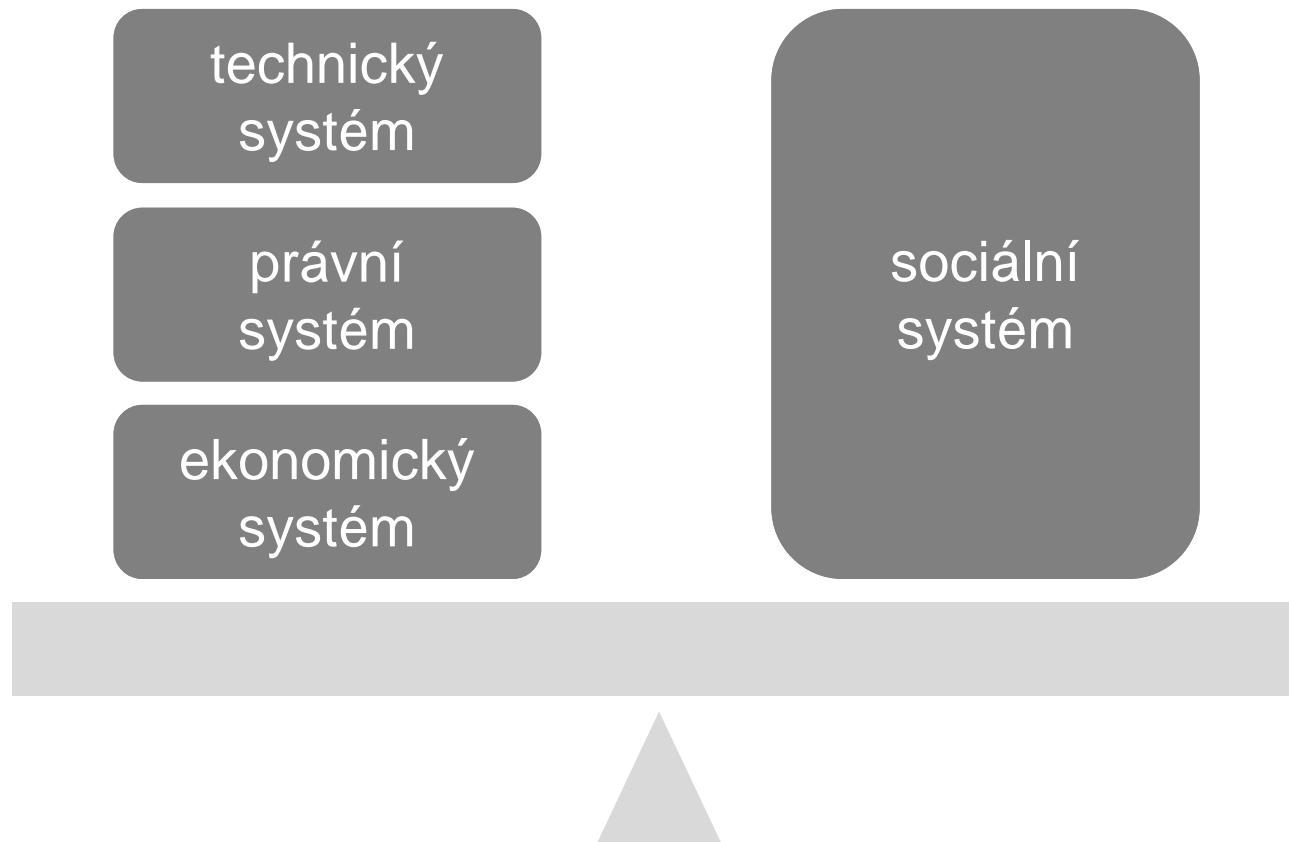 technický
systém
právní
systém
ekonomický
systém
sociální
systém